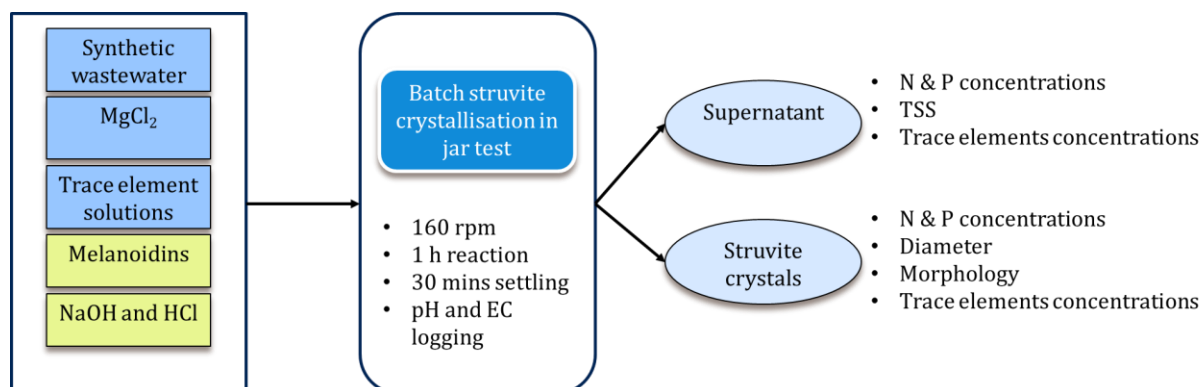 Synthetic
wastewater
MgCl₂
Trace element
solutions
Melanoidins
NaOH and HCl
Batch struvite
crystallisation in
jar test
• 160 rpm
• 1 h reaction
• 30 mins settling
• pH and EC
logging
Supernatant
• N & P concentrations
• TSS
• Trace elements concentrations
Struvite
crystals
• N & P concentrations
• Diameter
• Morphology
• Trace elements concentrations